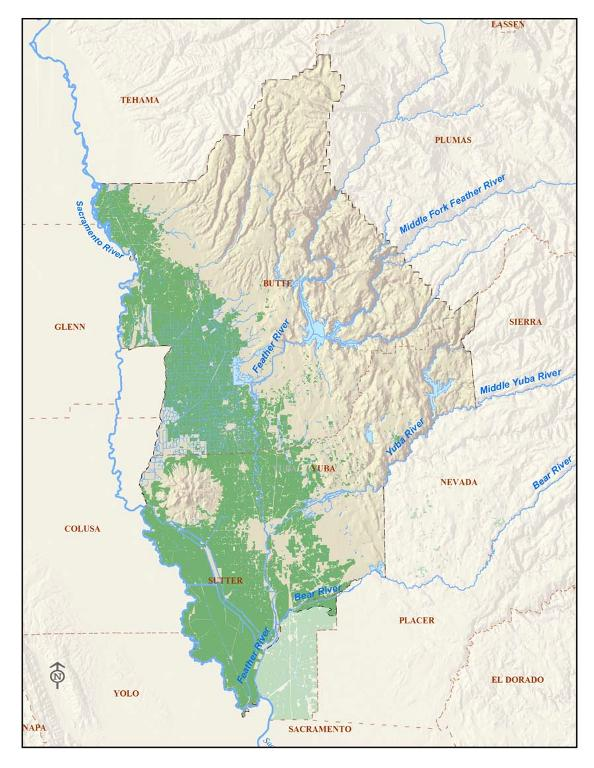 LASSEN
TEHAMA
PLUMAS
Middle Fork Feather River
Sacramento River
BUTTE
GLENN
SIERRA
Feather River
Middle Yuba River
Yuba River
YUBA
Bear River
NEVADA
COLUSA
SUTTER
Bear River
PLACER
Feather River
N
EL DORADO
YOLO
NAPA
SACRAMENTO